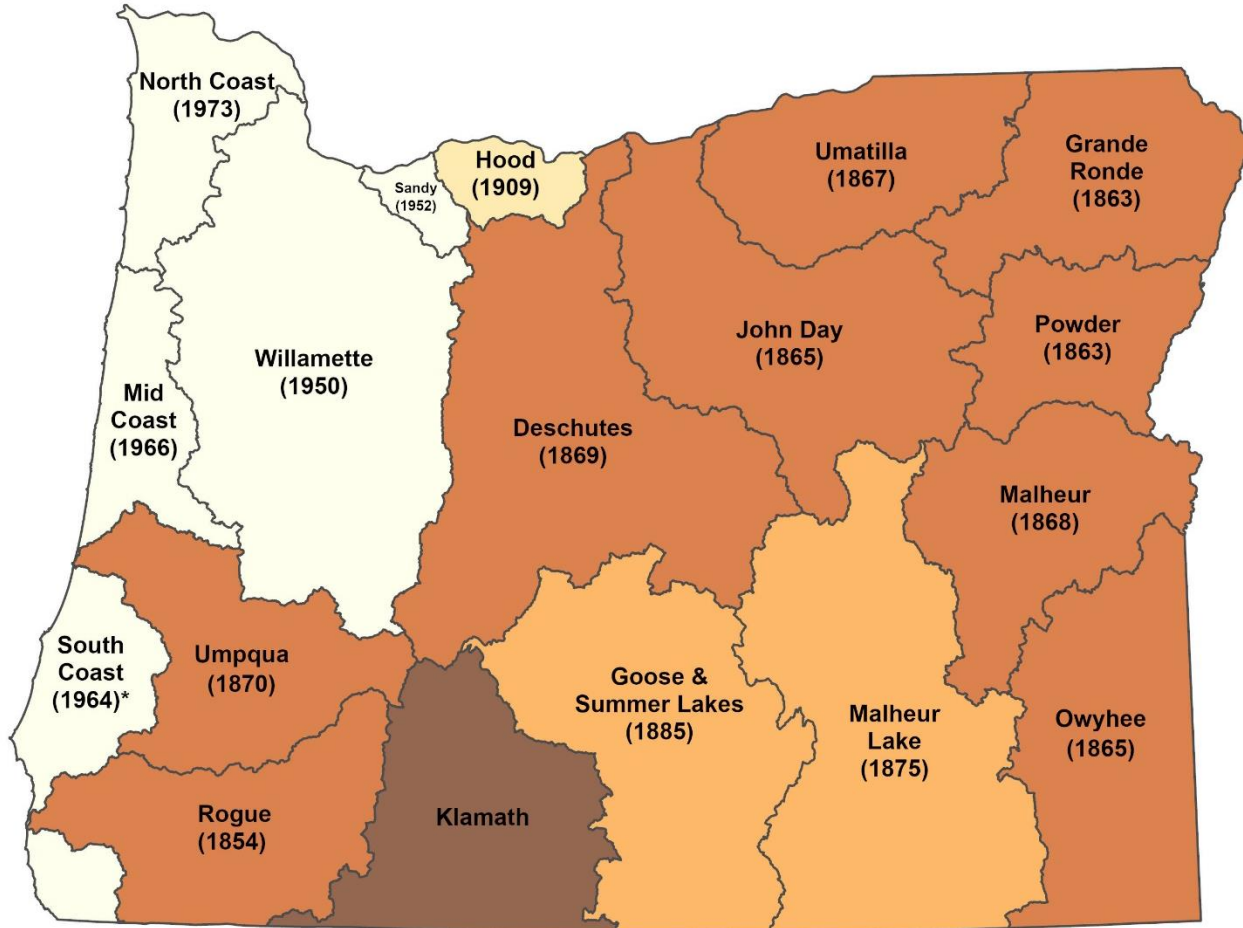 North Coast
(1973)
Hood
(1909)
Sandy
(1952)
Umatilla
(1867)
Grande
Ronde
(1863)
Willamette
(1950)
John Day
(1865)
Powder
(1863)
Mid
Coast
(1966)
Deschutes
(1869)
Malheur
(1868)
South
Coast
(1964)*
Umpqua
(1870)
Goose &
Summer Lakes
(1885)
Malheur
Lake
(1875)
Owyhee
(1865)
Rogue
(1854)
Klamath